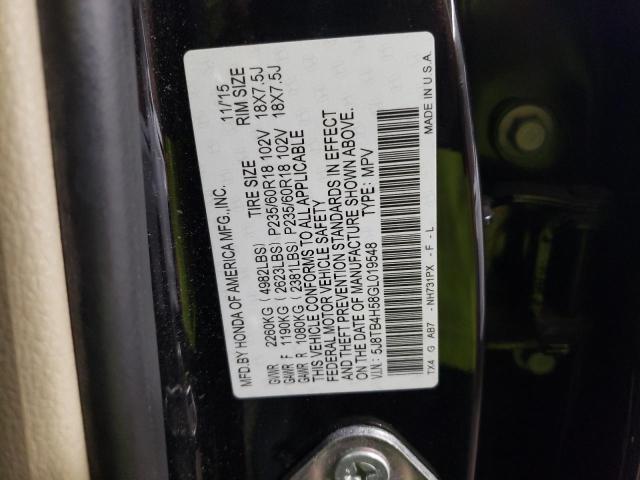 MFD.BY HONDA OF AMERICA MFG., INC. 11/15
TIRE SIZE RIM SIZE
GVWR 2260KG (4982LBS)
GAWR F 1190KG (2623LBS) P235/60R18 102V 18X7.5J
GAWR R 1080KG (2381LBS) P235/60R18 102V 18X7.5J
THIS VEHICLE CONFORMS TO ALL APPLICABLE
FEDERAL MOTOR VEHICLE SAFETY
AND THEFT PREVENTION STANDARDS IN EFFECT
ON THE DATE OF MANUFACTURE SHOWN ABOVE.
V.I.N.: 5J8TB4H58GL019548 TYPE: MPV
TX4 G AB7 - NH731PX - F - L MADE IN U.S.A.